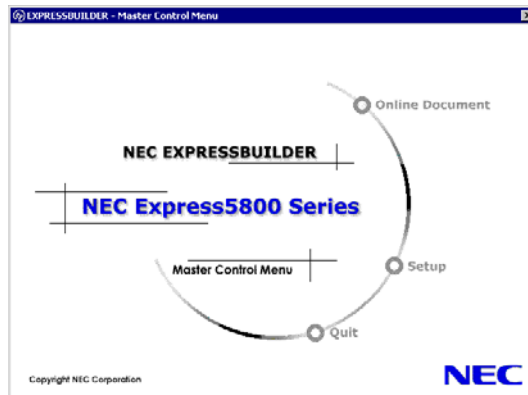 EXPRESSBUILDER - Master Control Menu
Online Document
NEC EXPRESSBUILDER
NEC Express5800 Series
Master Control Menu
Setup
Quit
Copyright NEC Corporation
NEC